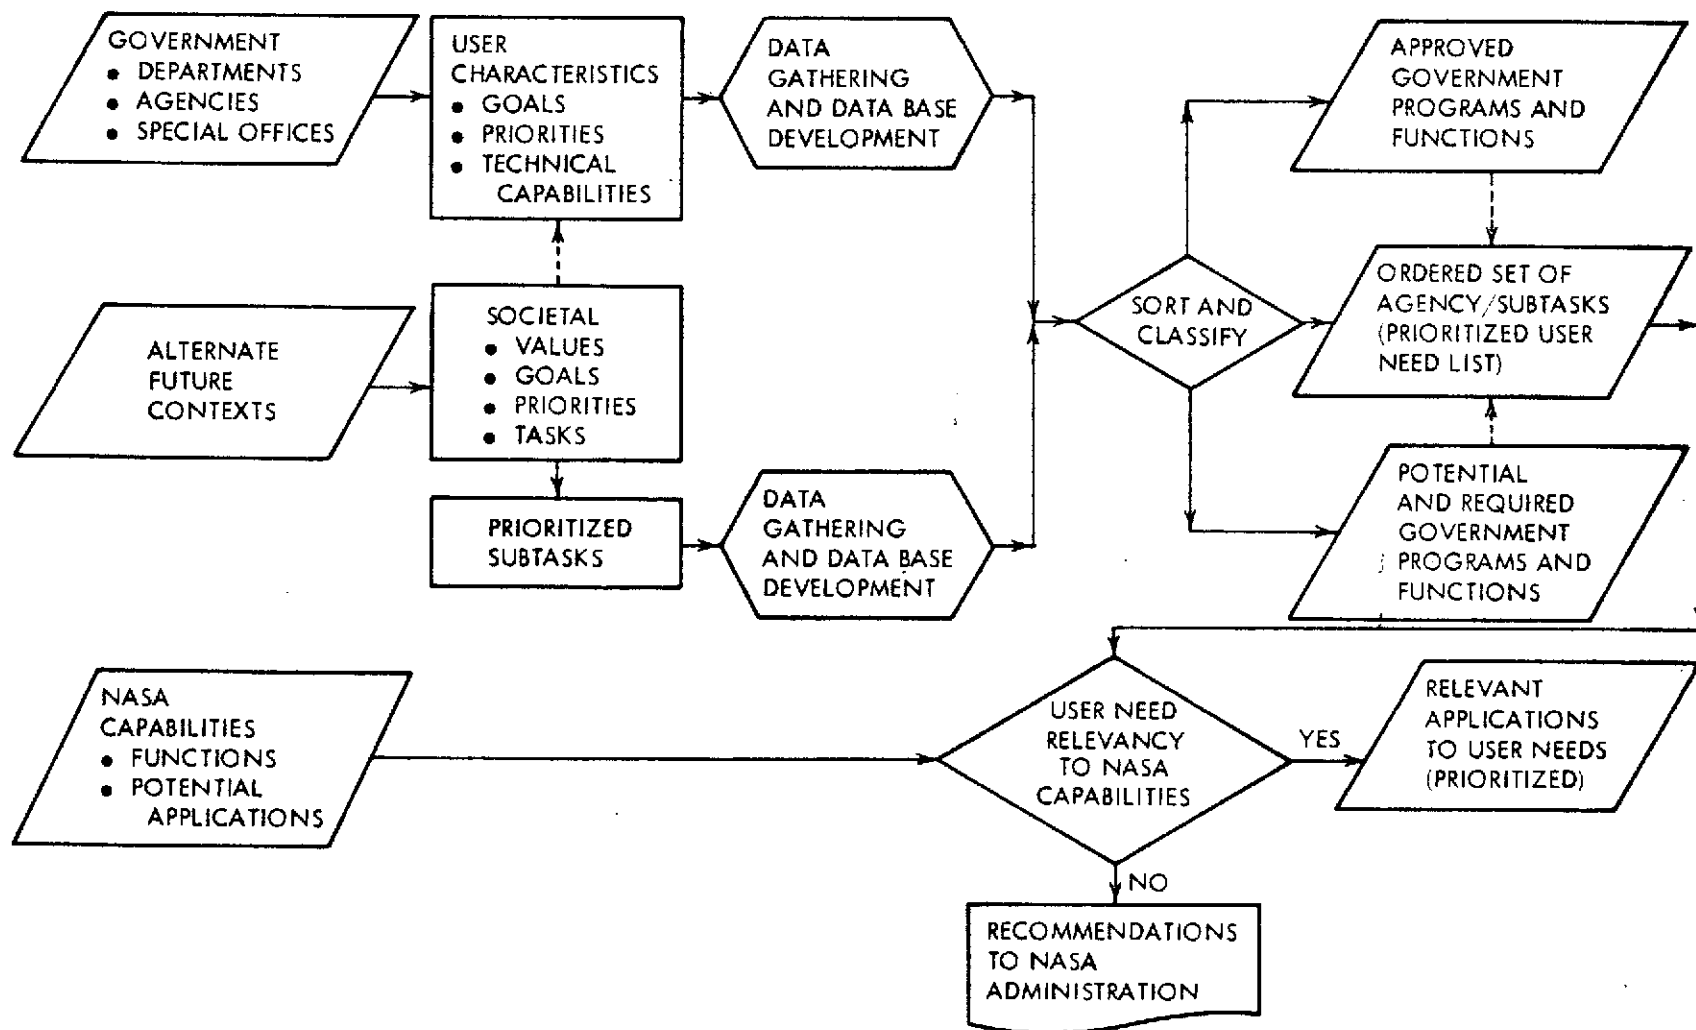 GOVERNMENT
• DEPARTMENTS
• AGENCIES
• SPECIAL OFFICES
USER
CHARACTERISTICS
• GOALS
• PRIORITIES
• TECHNICAL
CAPABILITIES
DATA
GATHERING
AND DATA BASE
DEVELOPMENT
APPROVED
GOVERNMENT
PROGRAMS AND
FUNCTIONS
ALTERNATE
FUTURE
CONTEXTS
SOCIETAL
• VALUES
• GOALS
• PRIORITIES
• TASKS
SORT AND
CLASSIFY
ORDERED SET OF
AGENCY/SUBTASKS
(PRIORITIZED USER
NEED LIST)
PRIORITIZED
SUBTASKS
DATA
GATHERING
AND DATA BASE
DEVELOPMENT
POTENTIAL
AND REQUIRED
GOVERNMENT
PROGRAMS AND
FUNCTIONS
NASA
CAPABILITIES
• FUNCTIONS
• POTENTIAL
APPLICATIONS
USER NEED
RELEVANCY
TO NASA
CAPABILITIES
YES
RELEVANT
APPLICATIONS
TO USER NEEDS
(PRIORITIZED)
NO
RECOMMENDATIONS
TO NASA
ADMINISTRATION